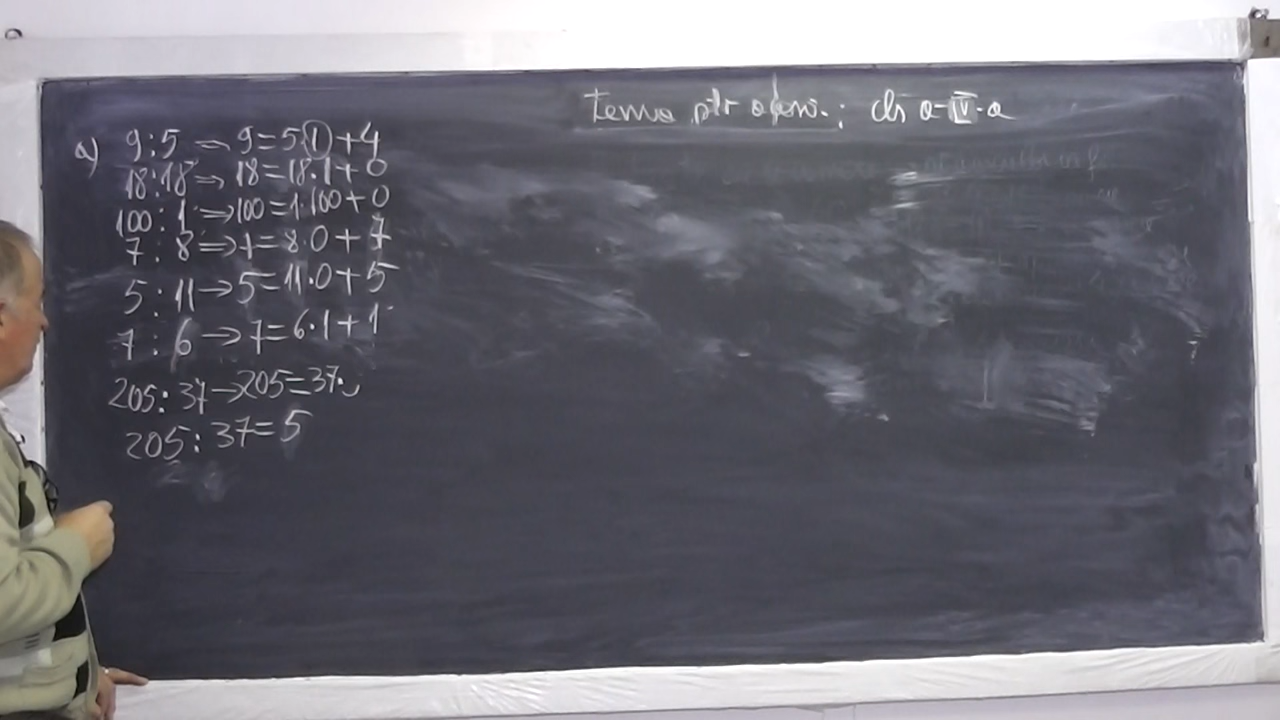 Tema ptr acasă: cls a-IV-a
a) 9:5 → 9=5·1+4
18:18 → 18=18·1+0
100:1 → 100=1·100+0
7:8 → 7=8·0+7
5:11 → 5=11·0+5
7:6 → 7=6·1+1
205:37 → 205=37·
205:37=5